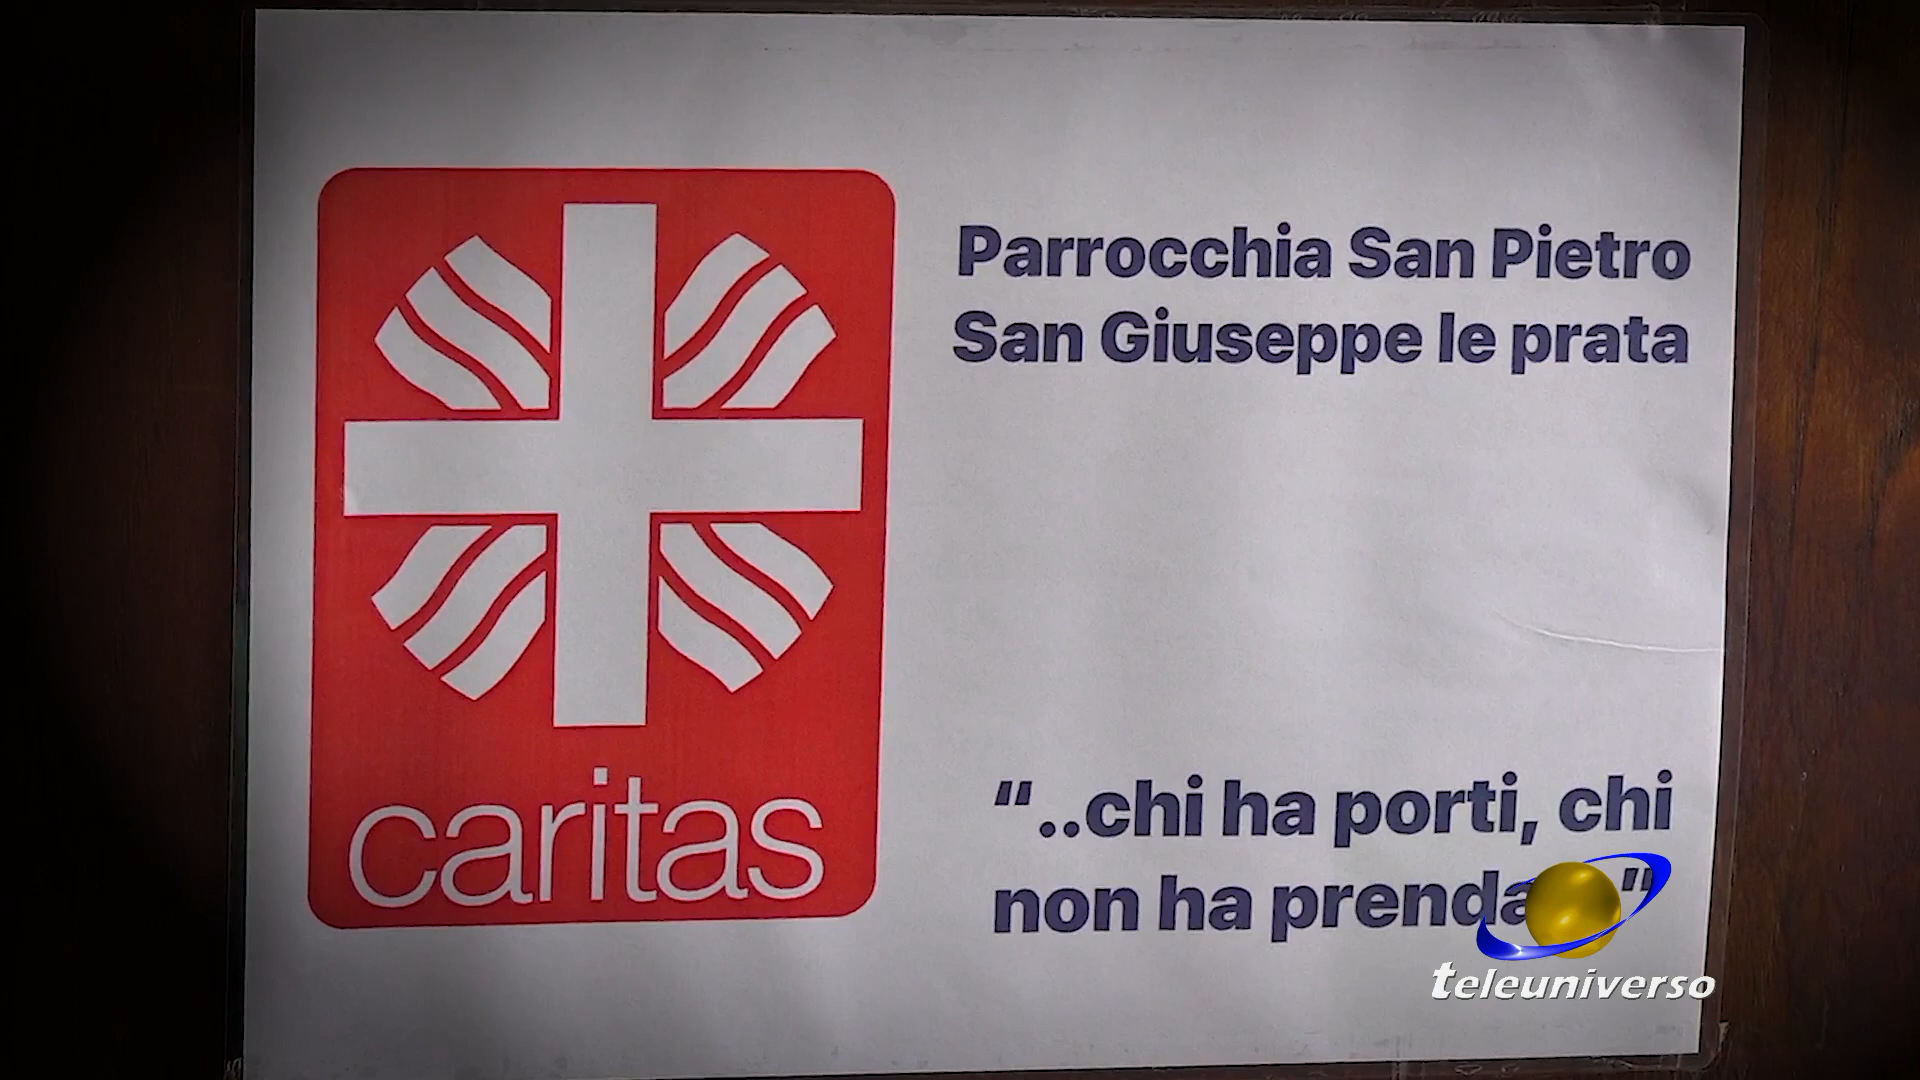 Parrocchia San Pietro
San Giuseppe le prata
caritas
“..chi ha porti, chi
non ha prenda ”
teleuniverso